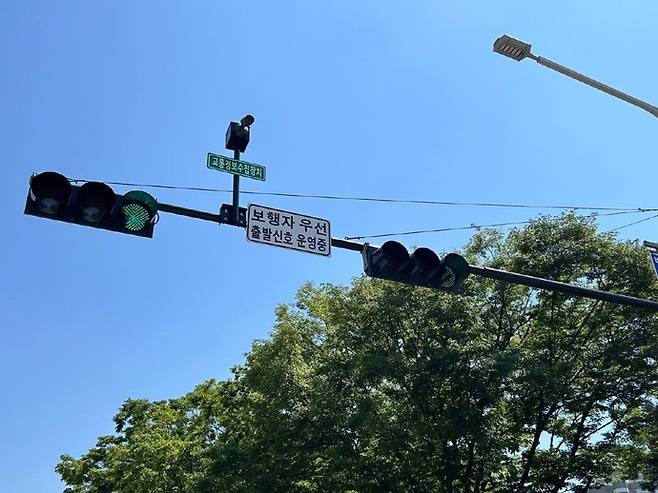 교통정보수집장치
보행자 우선
출발신호 운영중